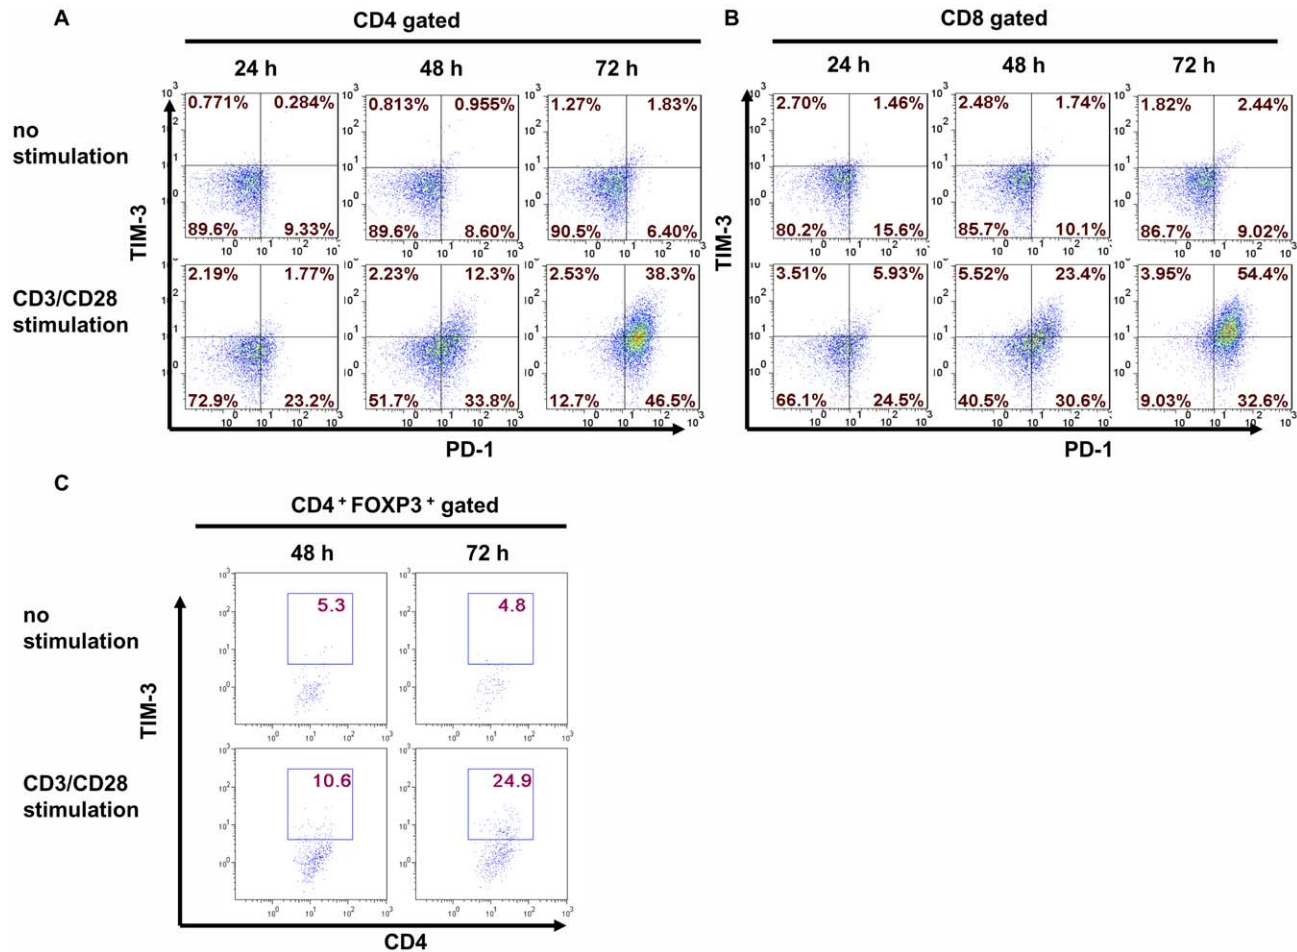 A
CD4 gated
24 h 48 h 72 h
no
stimulation
0.771% 0.284% 0.813% 0.955% 1.27% 1.83%
89.6% 9.33% 89.6% 8.60% 90.5% 6.40%
CD3/CD28
stimulation
2.19% 1.77% 2.23% 12.3% 2.53% 38.3%
72.9% 23.2% 51.7% 33.8% 12.7% 46.5%
TIM-3
PD-1
B
CD8 gated
24 h 48 h 72 h
2.70% 1.46% 2.48% 1.74% 1.82% 2.44%
80.2% 15.6% 85.7% 10.1% 86.7% 9.02%
3.51% 5.93% 5.52% 23.4% 3.95% 54.4%
66.1% 24.5% 40.5% 30.6% 9.03% 32.6%
TIM-3
PD-1
C
CD4⁺FOXP3⁺ gated
48 h 72 h
no
stimulation
5.3 4.8
CD3/CD28
stimulation
10.6 24.9
TIM-3
CD4